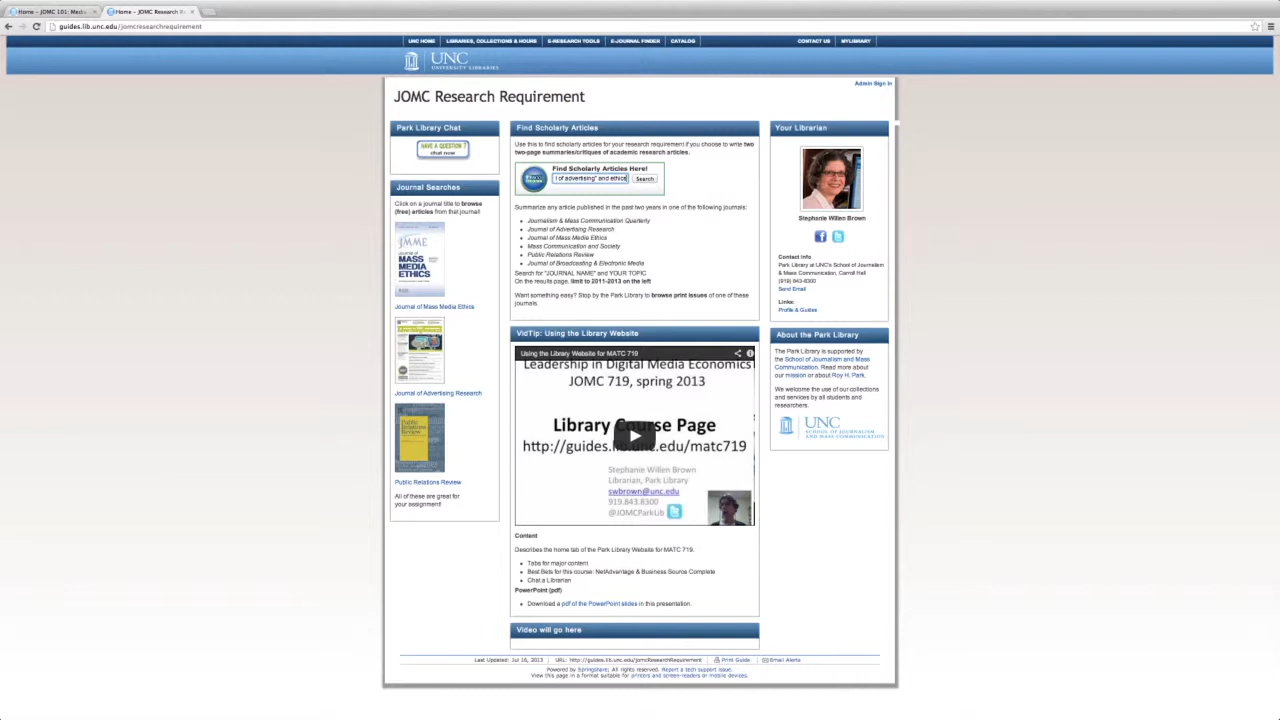 Home – JOMC 101: Medi
Home – JOMC Research R
guides.lib.unc.edu/jomcresearchrequirement
UNC HOME
LIBRARIES, COLLECTIONS & HOURS
E-RESEARCH TOOLS
E-JOURNAL FINDER
CATALOG
CONTACT US
MYLIBRARY
UNC
UNIVERSITY LIBRARIES
Admin Sign In
JOMC Research Requirement
Park Library Chat
HAVE A QUESTION?
chat now
Journal Searches
Click on a journal title to browse
(free) articles from that journal!
JMME
JOURNAL OF
MASS
MEDIA
ETHICS
Journal of Mass Media Ethics
Journal of Advertising Research
Public
Relations
Review
Public Relations Review
All of these are great for
your assignment!
Find Scholarly Articles
Use this to find scholarly articles for your research requirement if you choose to write two
two-page summaries/critiques of academic research articles.
Find Scholarly Articles Here!
l of advertising" and ethics
Search
Summarize any article published in the past two years in one of the following journals:
Journalism & Mass Communication Quarterly
Journal of Advertising Research
Journal of Mass Media Ethics
Mass Communication and Society
Public Relations Review
Journal of Broadcasting & Electronic Media
Search for "JOURNAL NAME" and YOUR TOPIC
On the results page, limit to 2011-2013 on the left
Want something easy? Stop by the Park Library to browse print issues of one of these
journals.
VidTip: Using the Library Website
Using the Library Website for MATC 719
Leadership in Digital Media Economics
JOMC 719, spring 2013
Library Course Page
http://guides.lib.unc.edu/matc719
Stephanie Willen Brown
Librarian, Park Library
swbrown@unc.edu
919.843.8300
@JOMCParkLib
Content
Describes the home tab of the Park Library Website for MATC 719.
Tabs for major content
Best Bets for this course: NetAdvantage & Business Source Complete
Chat a Librarian
PowerPoint (pdf)
Download a pdf of the PowerPoint slides in this presentation.
Video will go here
Your Librarian
Stephanie Willen Brown
Contact Info
Park Library at UNC's School of Journalism
& Mass Communication, Carroll Hall
(919) 843-8300
Send Email
Links:
Profile & Guides
About the Park Library
The Park Library is supported by
the School of Journalism and Mass
Communication. Read more about
our mission or about Roy H. Park.
We welcome the use of our collections
and services by all students and
researchers.
UNC
SCHOOL OF JOURNALISM
AND MASS COMMUNICATION
Last Updated: Jul 16, 2013
URL: http://guides.lib.unc.edu/jomcResearchRequirement
Print Guide
Email Alerts
Powered by Springshare; All rights reserved. Report a tech support issue.
View this page in a format suitable for printers and screen-readers or mobile devices.